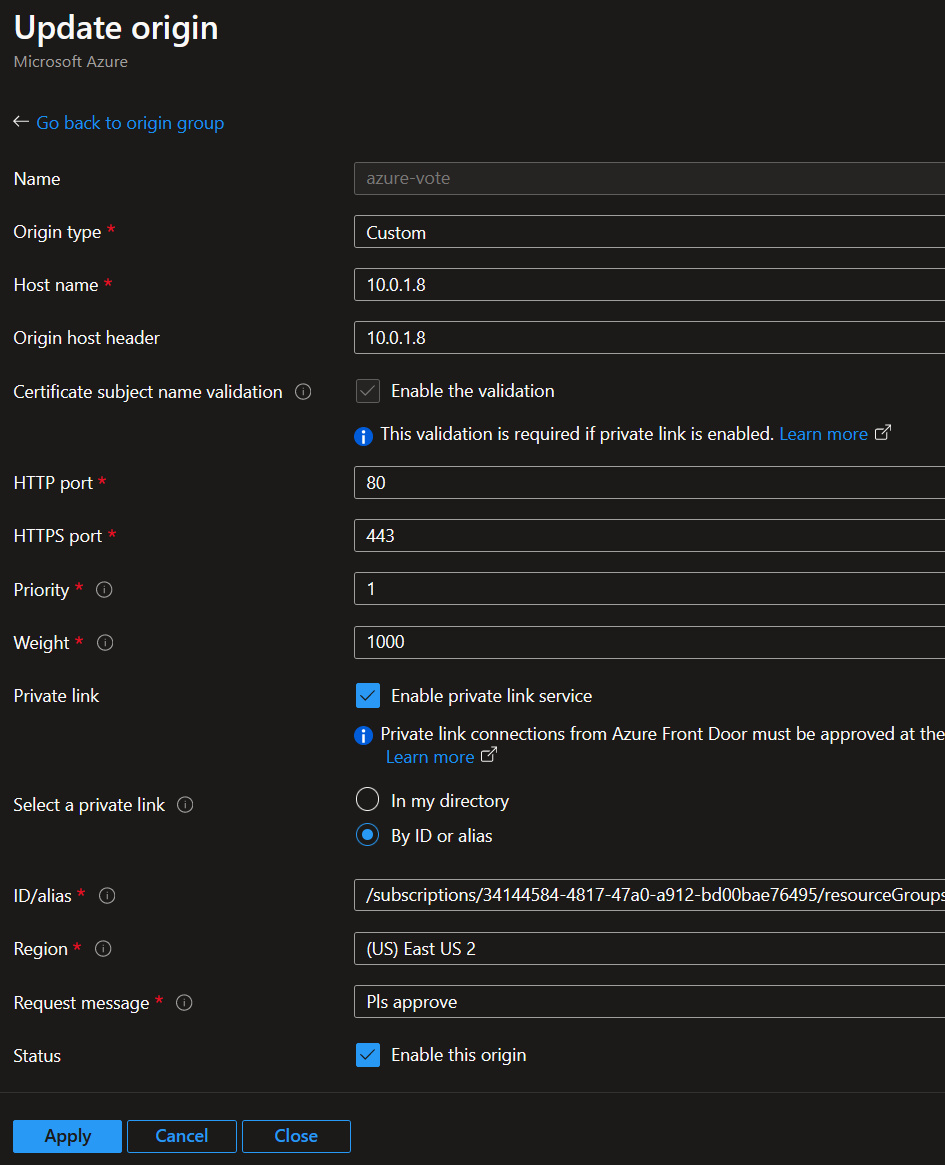 Update origin
Microsoft Azure
← Go back to origin group
Name azure-vote
Origin type * Custom
Host name * 10.0.1.8
Origin host header 10.0.1.8
Certificate subject name validation Enable the validation
This validation is required if private link is enabled. Learn more
HTTP port * 80
HTTPS port * 443
Priority * 1
Weight * 1000
Private link Enable private link service
Private link connections from Azure Front Door must be approved at the
Learn more
Select a private link In my directory
By ID or alias
ID/alias * /subscriptions/34144584-4817-47a0-a912-bd00bae76495/resourceGroups
Region * (US) East US 2
Request message * Pls approve
Status Enable this origin
Apply Cancel Close